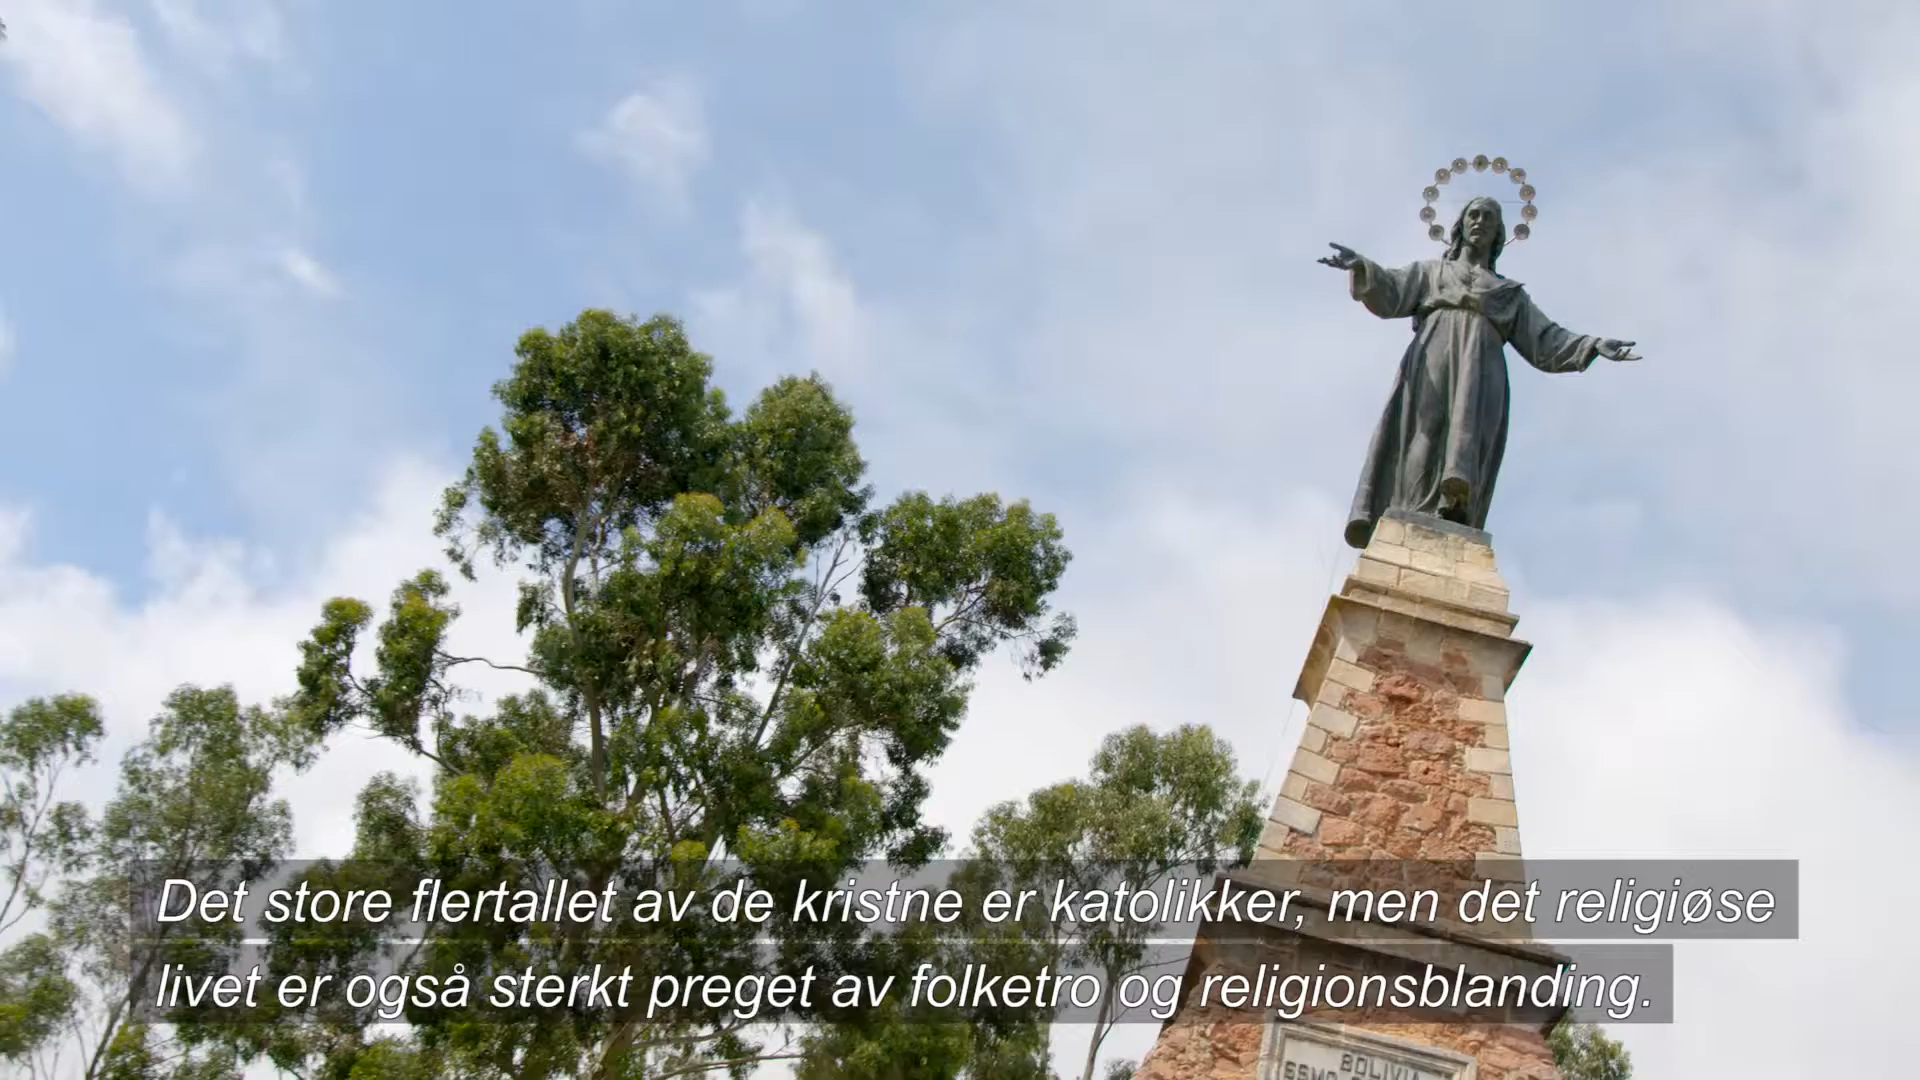 Det store flertallet av de kristne er katolikker, men det religiøse
livet er også sterkt preget av folketro og religionsblanding.
BOLIVIA